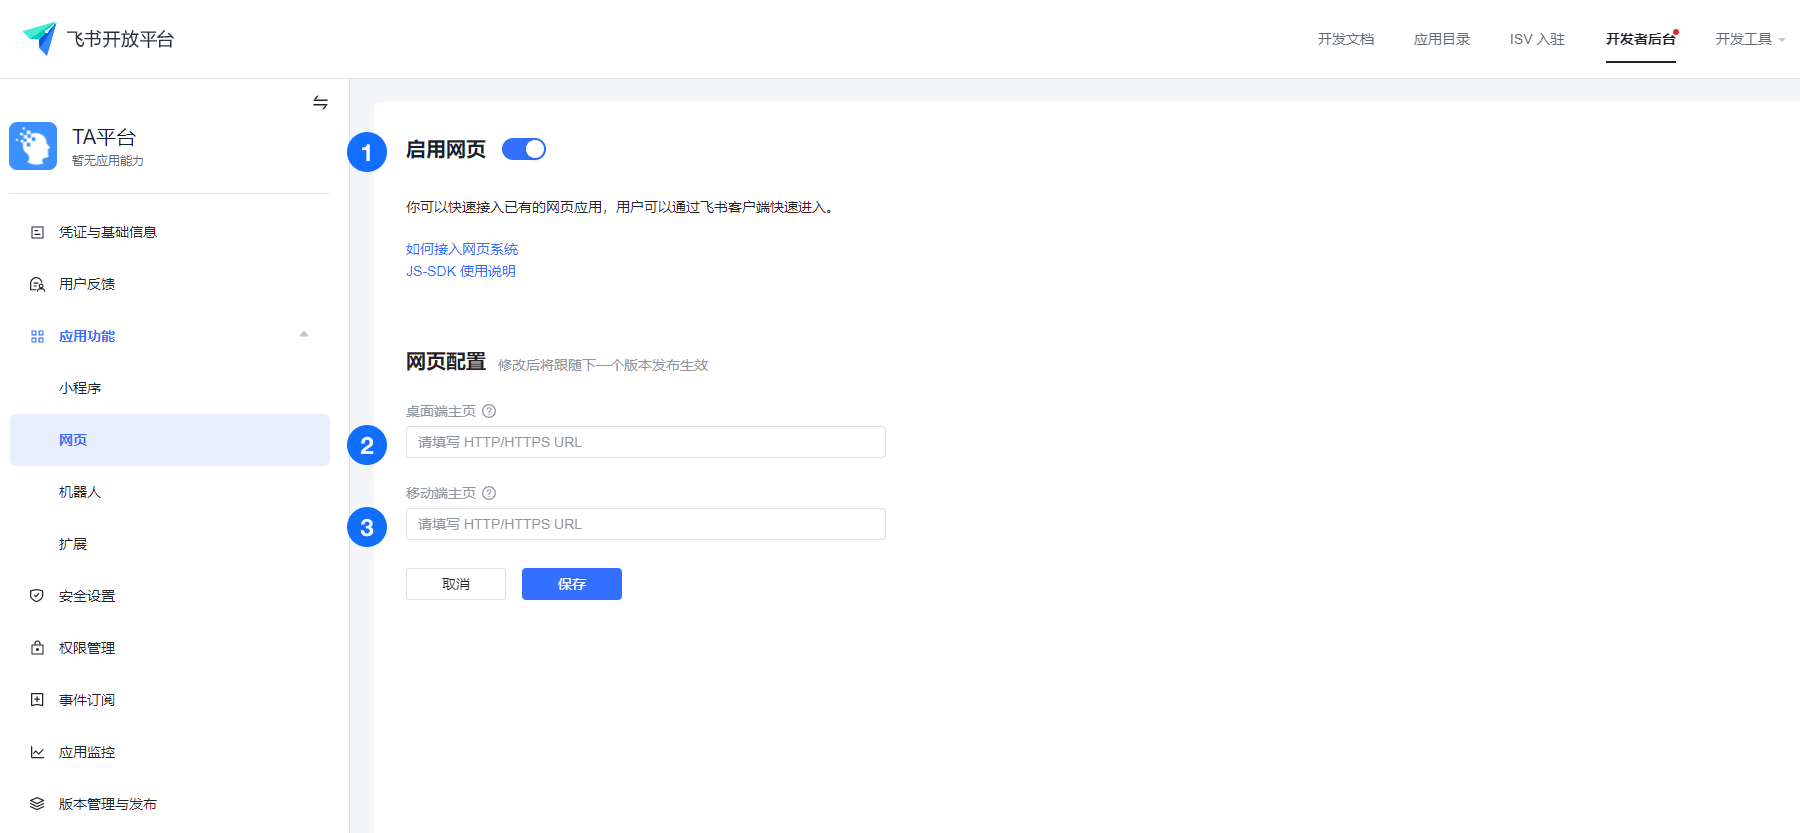 飞书开放平台
开发文档
应用目录
ISV 入驻
开发者后台
开发工具
TA平台
暂无应用能力
凭证与基础信息
用户反馈
应用功能
小程序
网页
机器人
扩展
安全设置
权限管理
事件订阅
应用监控
版本管理与发布
1
启用网页
你可以快速接入已有的网页应用，用户可以通过飞书客户端快速进入。
如何接入网页系统
JS-SDK 使用说明
网页配置 修改后将跟随下一个版本发布生效
桌面端主页 ?
2
请填写 HTTP/HTTPS URL
移动端主页 ?
3
请填写 HTTP/HTTPS URL
取消
保存